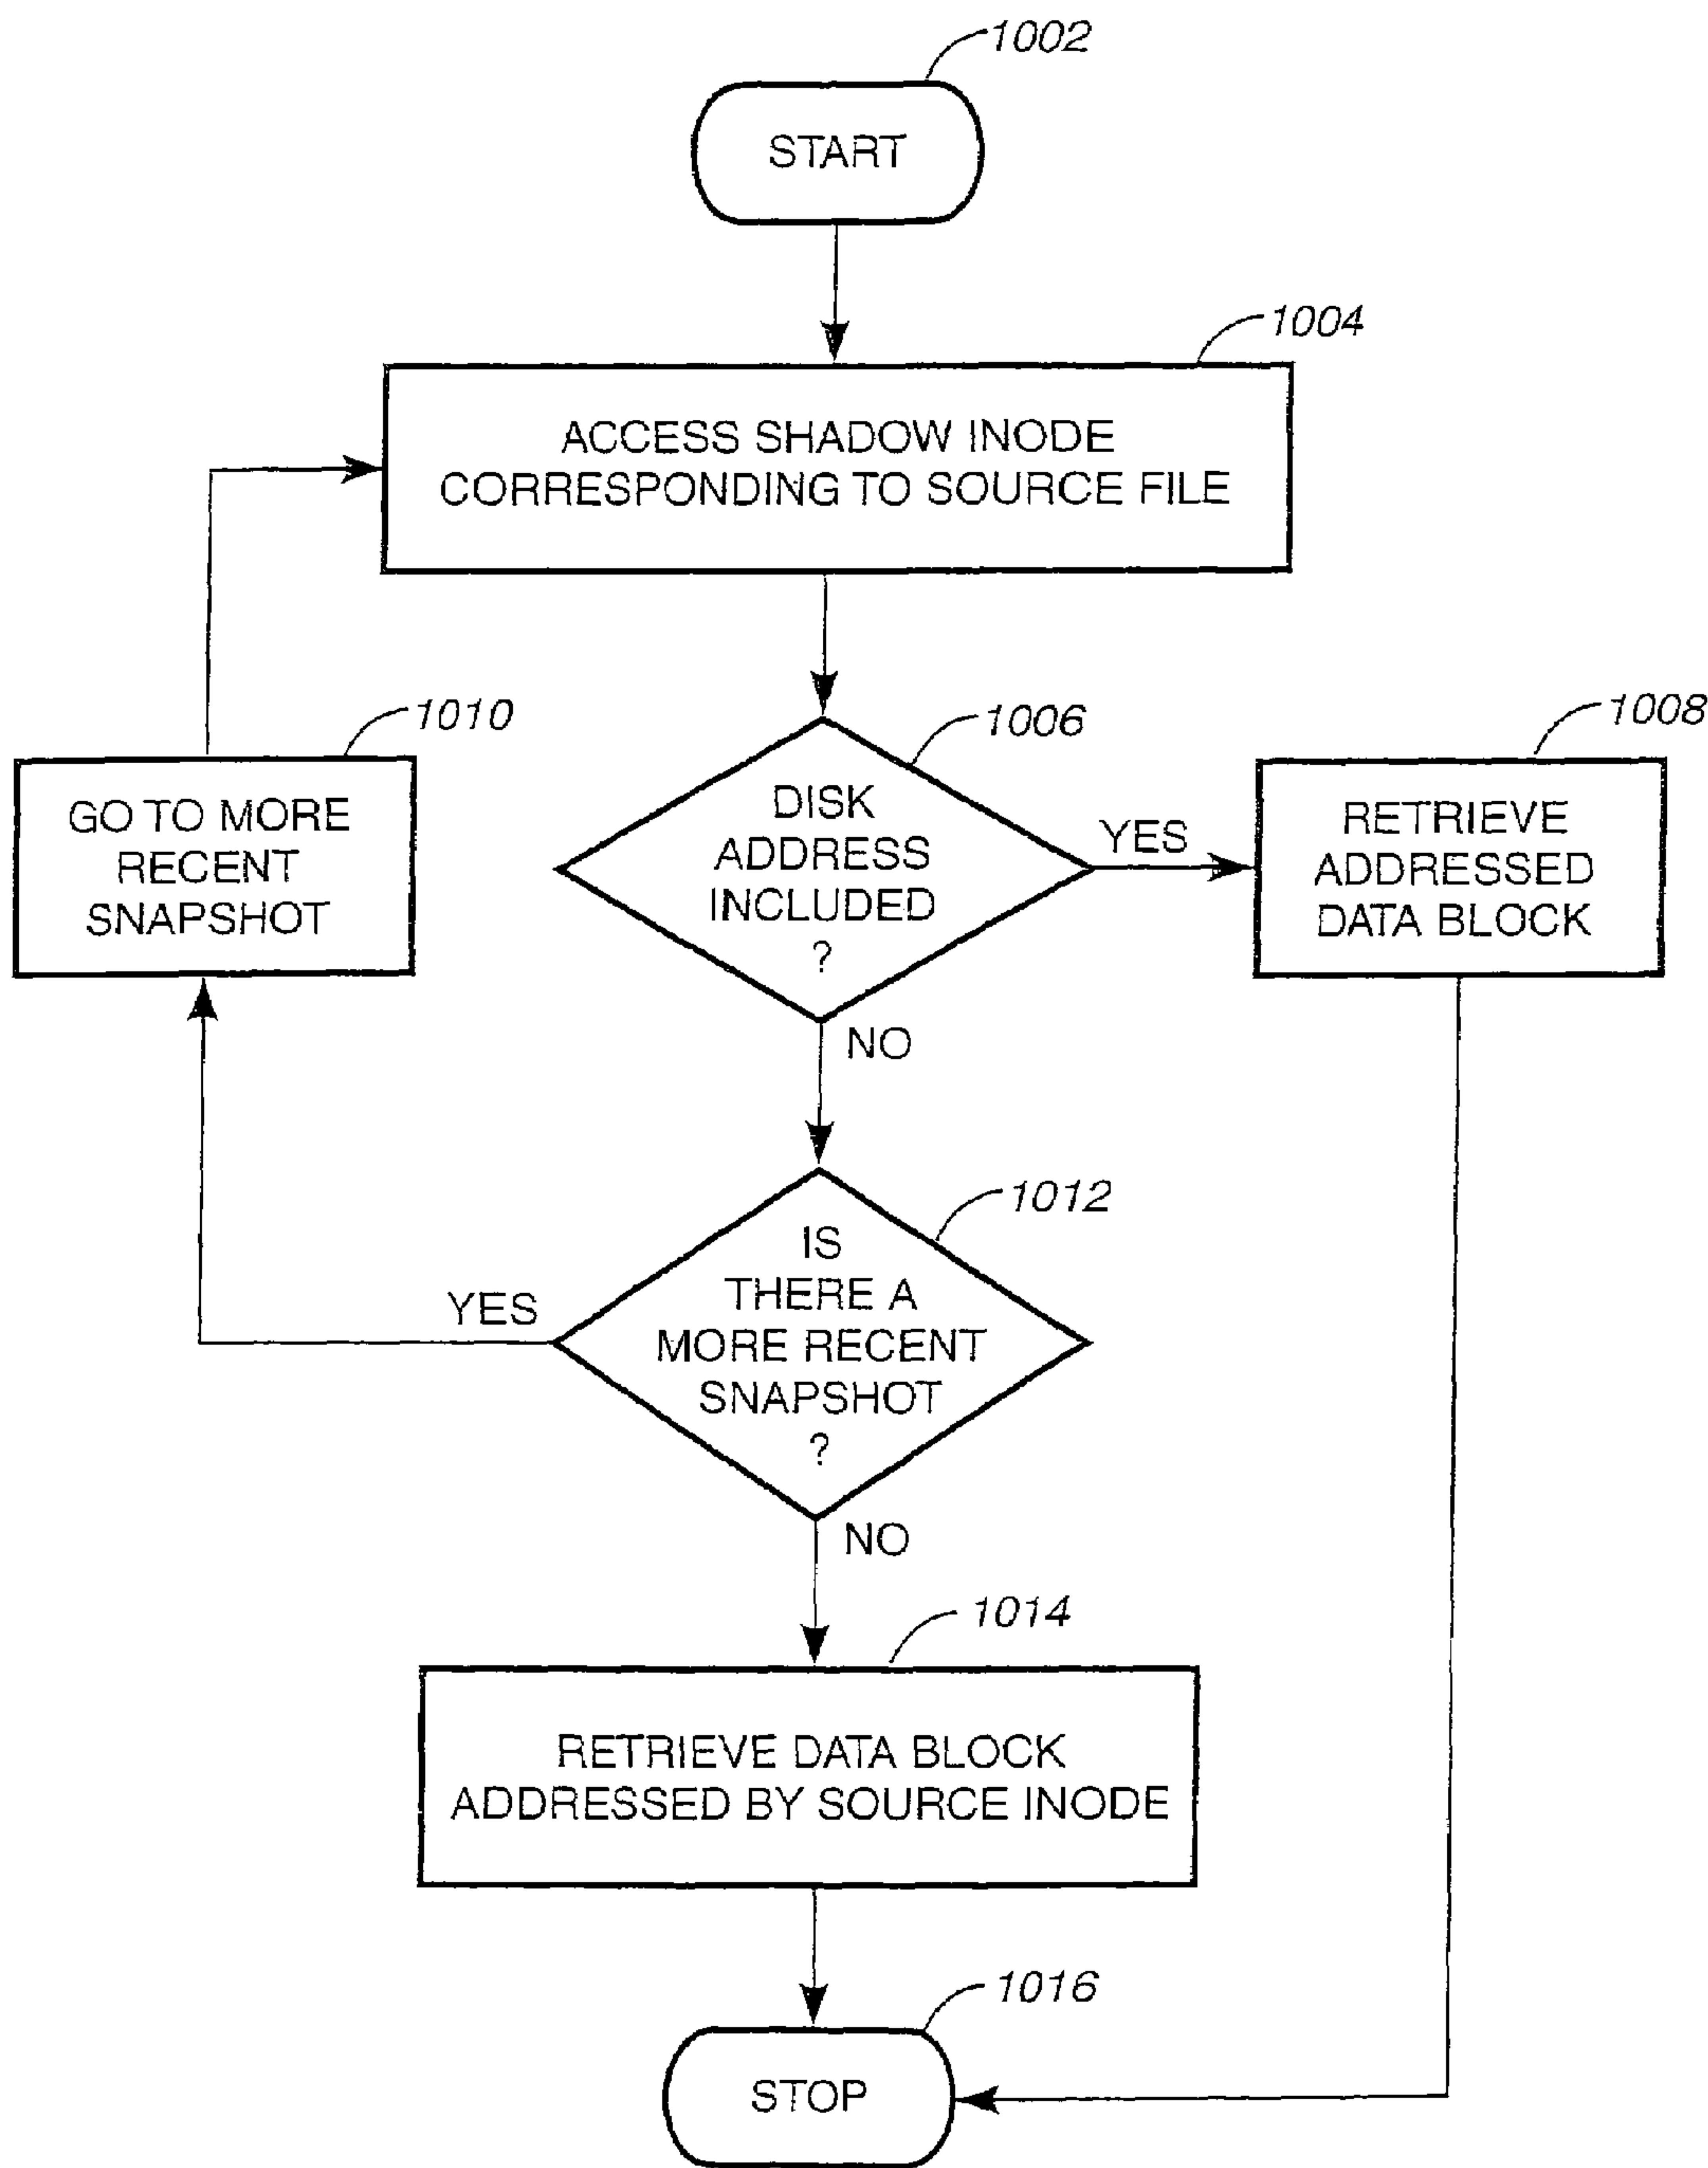 1002
START
1004
ACCESS SHADOW INODE
CORRESPONDING TO SOURCE FILE
1010
GO TO MORE
RECENT
SNAPSHOT
1006
DISK
ADDRESS
INCLUDED
?
YES
1008
RETRIEVE
ADDRESSED
DATA BLOCK
NO
1012
IS
THERE A
MORE RECENT
SNAPSHOT
?
YES
NO
1014
RETRIEVE DATA BLOCK
ADDRESSED BY SOURCE INODE
1016
STOP